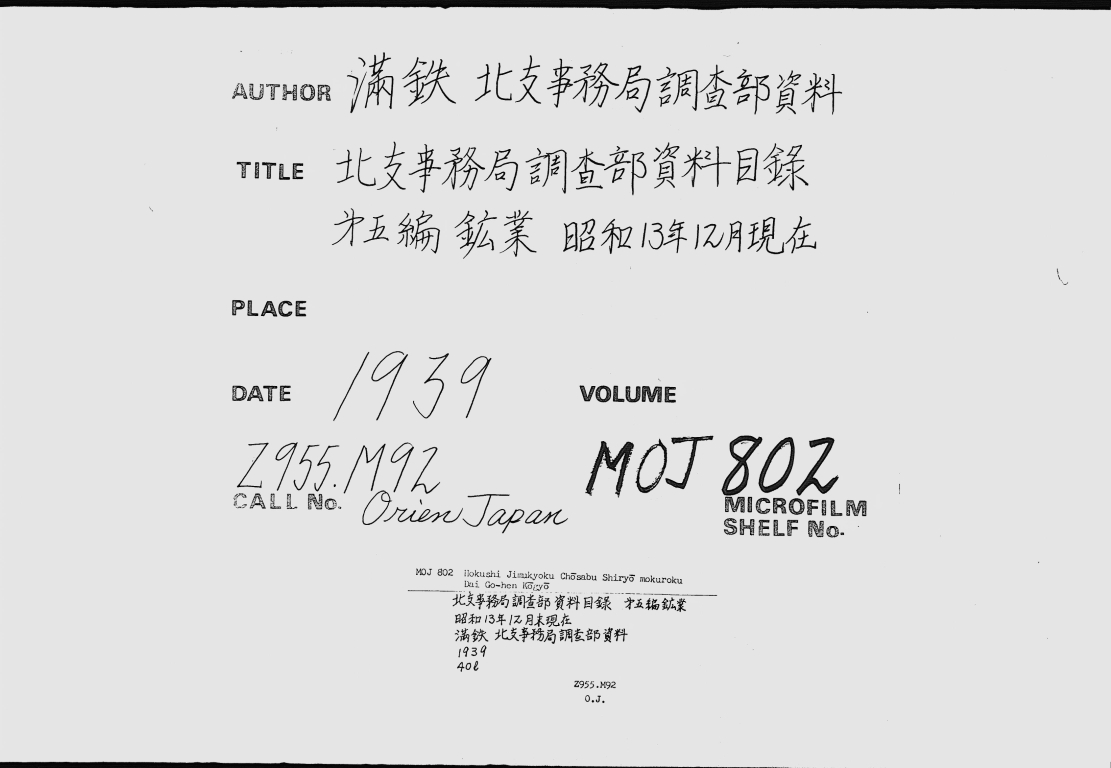 AUTHOR 滿鉄 北支事務局調査部資料
TITLE 北支事務局調査部資料目錄
才五編 鉱業 昭和13年12月現在
PLACE
DATE 1939 VOLUME
Z955.M92 MOJ 802
CALL No. Orien Japan MICROFILM
SHELF No.
MOJ 802 Hokushi Jimukyoku Chōsabu Shiryō mokuroku
Dai Go-hen Kōgyō
北支事務局調査部資料目錄 才五編鉱業
昭和13年12月末現在
滿鉄 北支事務局調査部資料
1939
40ℓ
Z955.M92
O.J.